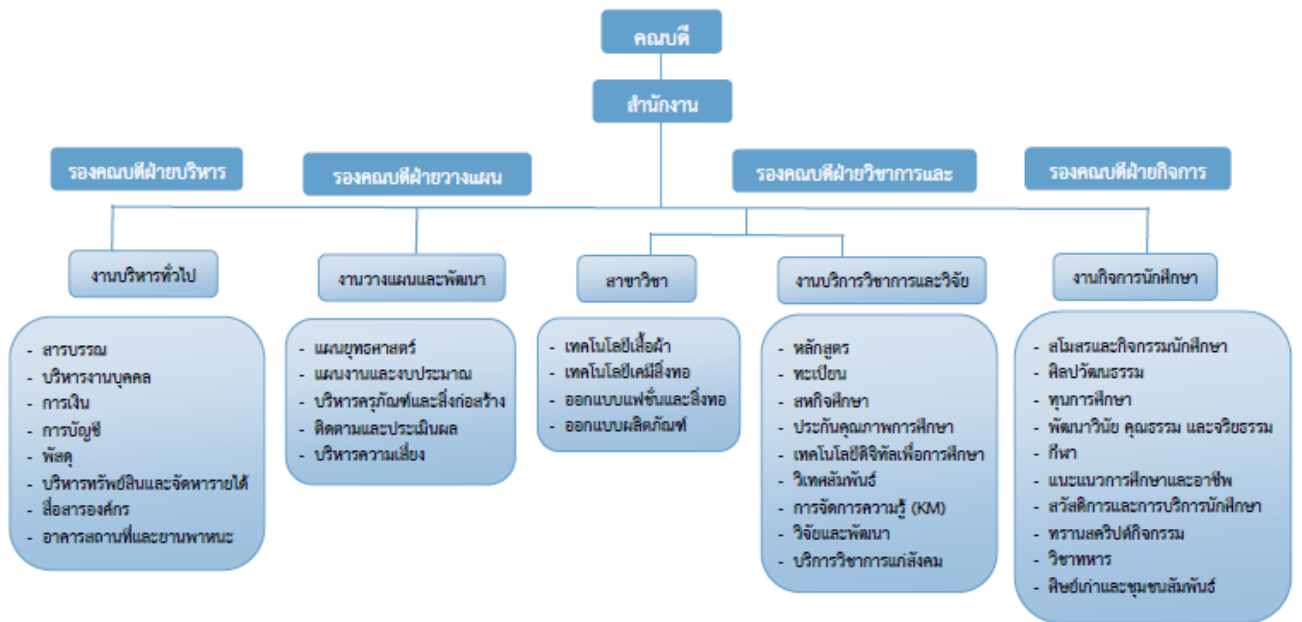 คณบดี
สำนักงาน
รองคณบดีฝ่ายบริหาร
รองคณบดีฝ่ายวางแผน
รองคณบดีฝ่ายวิชาการและ
รองคณบดีฝ่ายกิจการ
งานบริหารทั่วไป
- สารบรรณ
- บริหารงานบุคคล
- การเงิน
- การบัญชี
- พัสดุ
- บริหารทรัพย์สินและจัดหารายได้
- สื่อสารองค์กร
- อาคารสถานที่และยานพาหนะ
งานวางแผนและพัฒนา
- แผนยุทธศาสตร์
- แผนงานและงบประมาณ
- บริหารครุภัณฑ์และสิ่งก่อสร้าง
- ติดตามและประเมินผล
- บริหารความเสี่ยง
สาขาวิชา
- เทคโนโลยีเสื้อผ้า
- เทคโนโลยีเคมีสิ่งทอ
- ออกแบบแฟชั่นและสิ่งทอ
- ออกแบบผลิตภัณฑ์
งานบริการวิชาการและวิจัย
- หลักสูตร
- ทะเบียน
- สหกิจศึกษา
- ประกันคุณภาพการศึกษา
- เทคโนโลยีดิจิทัลเพื่อการศึกษา
- วิเทศสัมพันธ์
- การจัดการความรู้ (KM)
- วิจัยและพัฒนา
- บริการวิชาการแก่สังคม
งานกิจการนักศึกษา
- สโมสรและกิจกรรมนักศึกษา
- ศิลปวัฒนธรรม
- ทุนการศึกษา
- พัฒนาวินัย คุณธรรม และจริยธรรม
- กีฬา
- แนะแนวการศึกษาและอาชีพ
- สวัสดิการและการบริการนักศึกษา
- ทรานสคริปต์กิจกรรม
- วิชาทหาร
- ศิษย์เก่าและชุมชนสัมพันธ์